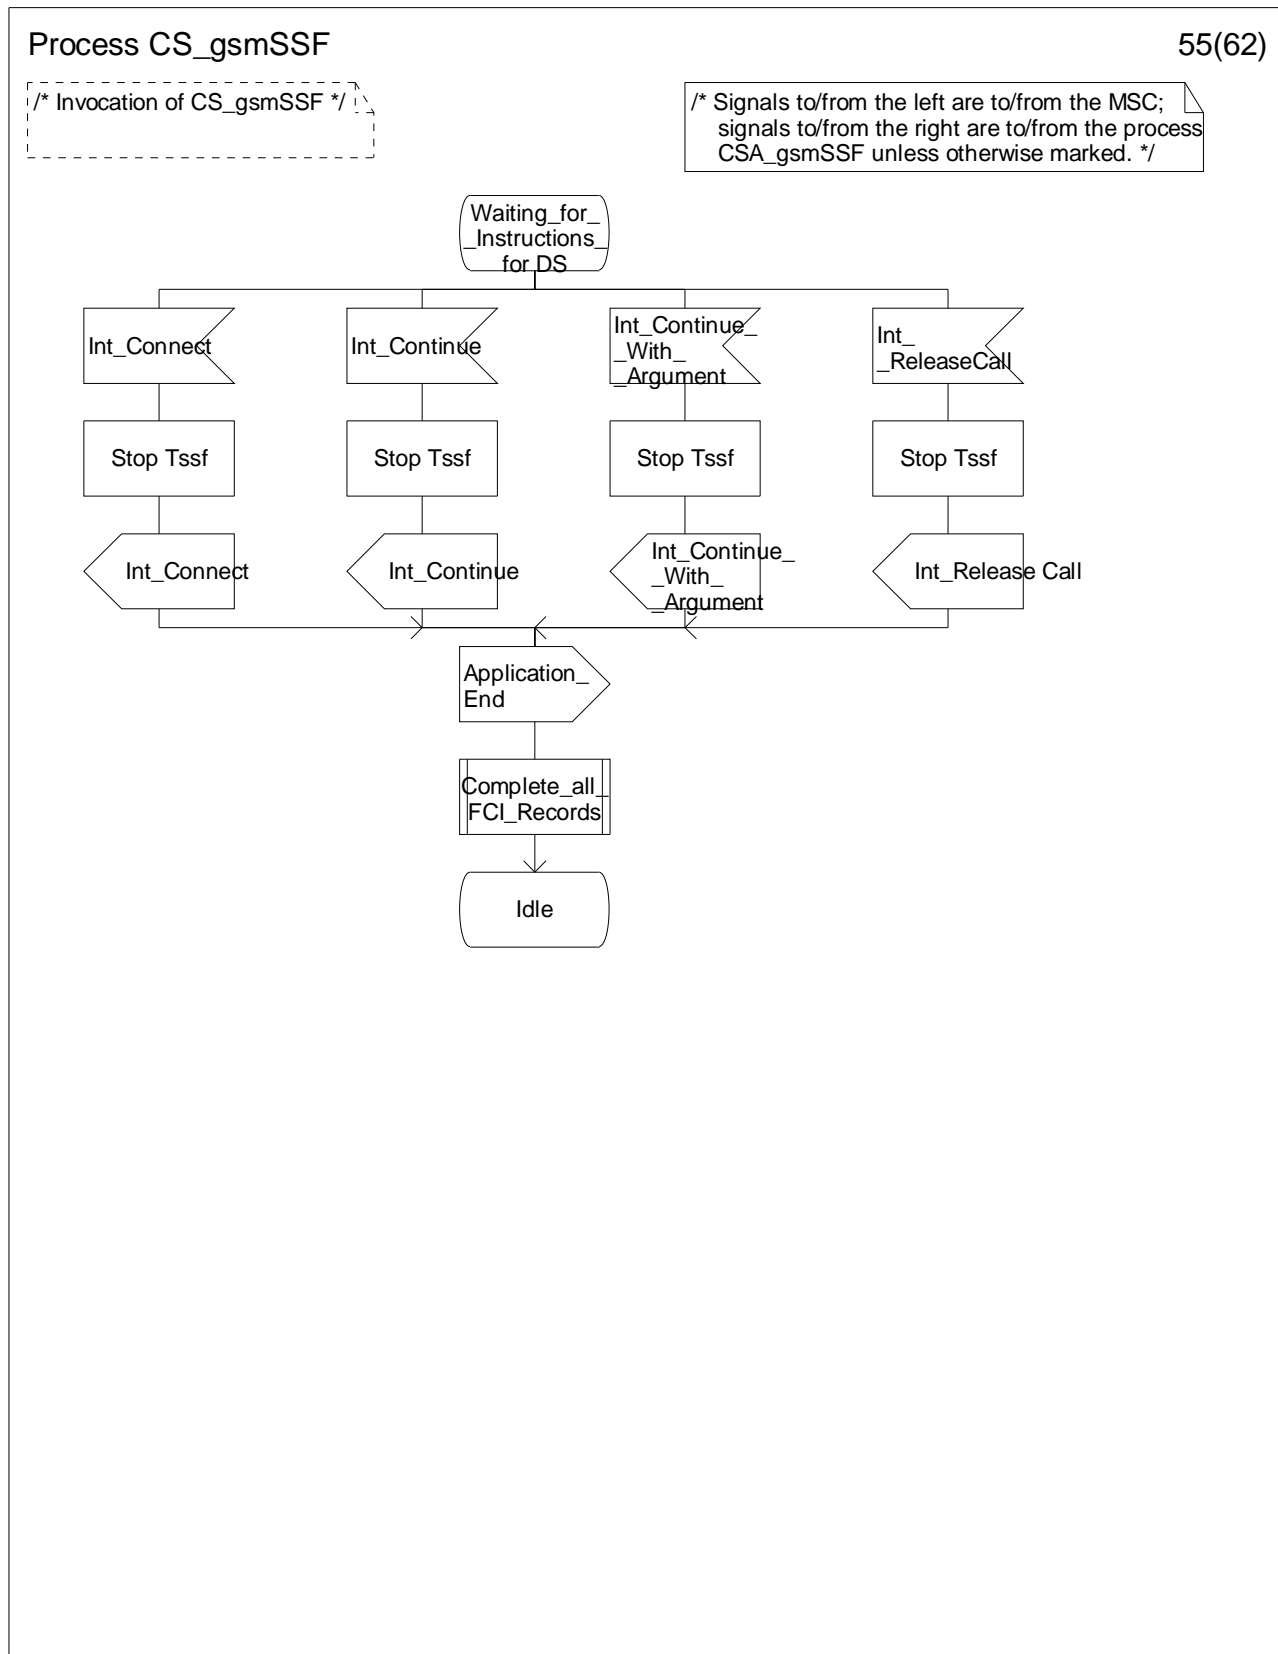 Process CS_gsmSSF
55(62)
/* Invocation of CS_gsmSSF */
/* Signals to/from the left are to/from the MSC;
signals to/from the right are to/from the process
CSA_gsmSSF unless otherwise marked. */
Waiting_for_
_Instructions_
for DS
Int_Connect
Int_Continue
Int_Continue_
_With_
_Argument
Int_
_ReleaseCall
Stop Tssf
Stop Tssf
Stop Tssf
Stop Tssf
Int_Connect
Int_Continue
Int_Continue_
_With_
_Argument
Int_Release Call
Application_
End
Complete_all_
FCI_Records
Idle